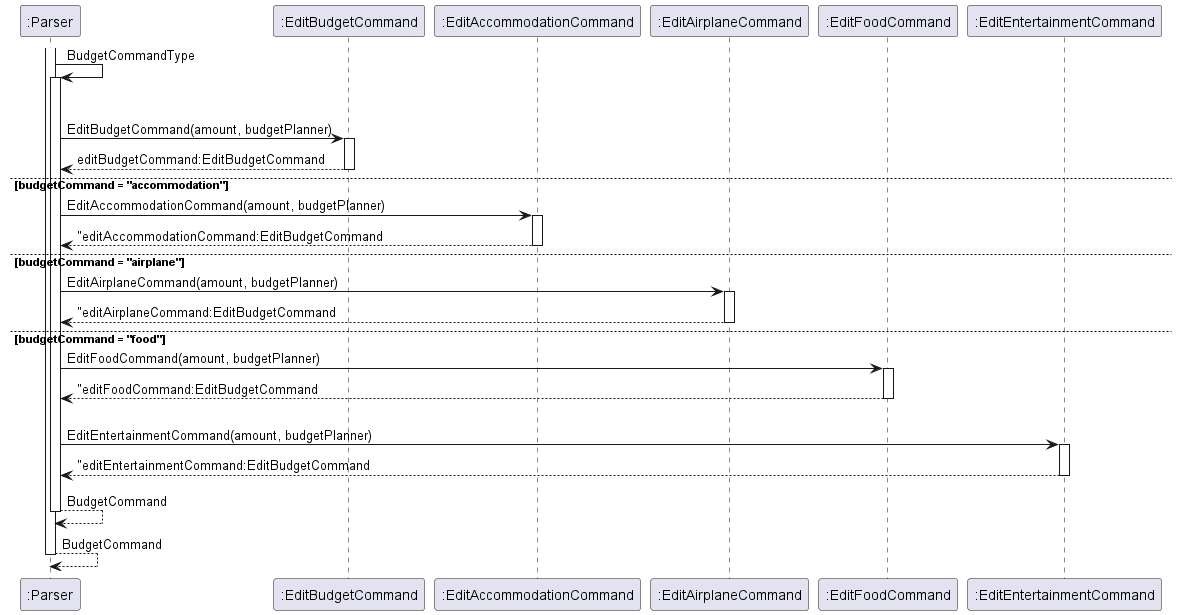 :Parser :EditBudgetCommand :EditAccommodationCommand :EditAirplaneCommand :EditFoodCommand :EditEntertainmentCommand
BudgetCommandType
EditBudgetCommand(amount, budgetPlanner)
editBudgetCommand:EditBudgetCommand
[budgetCommand = "accommodation"]
EditAccommodationCommand(amount, budgetPlanner)
"editAccommodationCommand:EditBudgetCommand
[budgetCommand = "airplane"]
EditAirplaneCommand(amount, budgetPlanner)
"editAirplaneCommand:EditBudgetCommand
[budgetCommand = "food"]
EditFoodCommand(amount, budgetPlanner)
"editFoodCommand:EditBudgetCommand
EditEntertainmentCommand(amount, budgetPlanner)
"editEntertainmentCommand:EditBudgetCommand
BudgetCommand
BudgetCommand
:Parser :EditBudgetCommand :EditAccommodationCommand :EditAirplaneCommand :EditFoodCommand :EditEntertainmentCommand